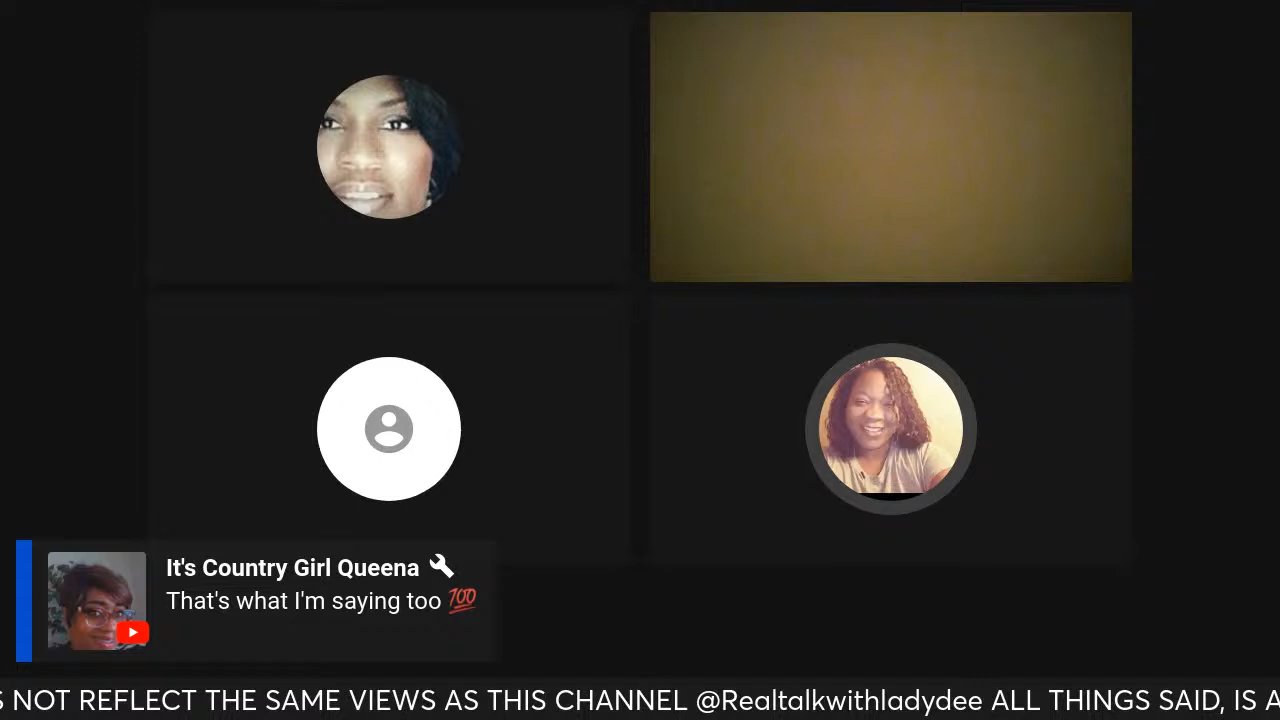 It's Country Girl Queena
That's what I'm saying too 💯
NOT REFLECT THE SAME VIEWS AS THIS CHANNEL @Realtalkwithladydee ALL THINGS SAID, IS